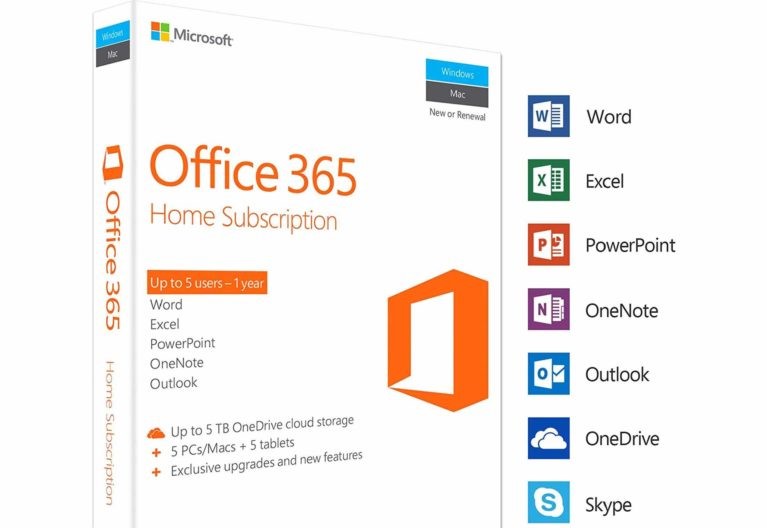 Windows
Mac
Office 365
Home Subscription
Microsoft
Windows
Mac
New or Renewal
Office 365
Home Subscription
Up to 5 users – 1 year
Word
Excel
PowerPoint
OneNote
Outlook
Up to 5 TB OneDrive cloud storage
+ 5 PCs/Macs + 5 tablets
+ Exclusive upgrades and new features
W Word
X Excel
P PowerPoint
N OneNote
O Outlook
OneDrive
S Skype